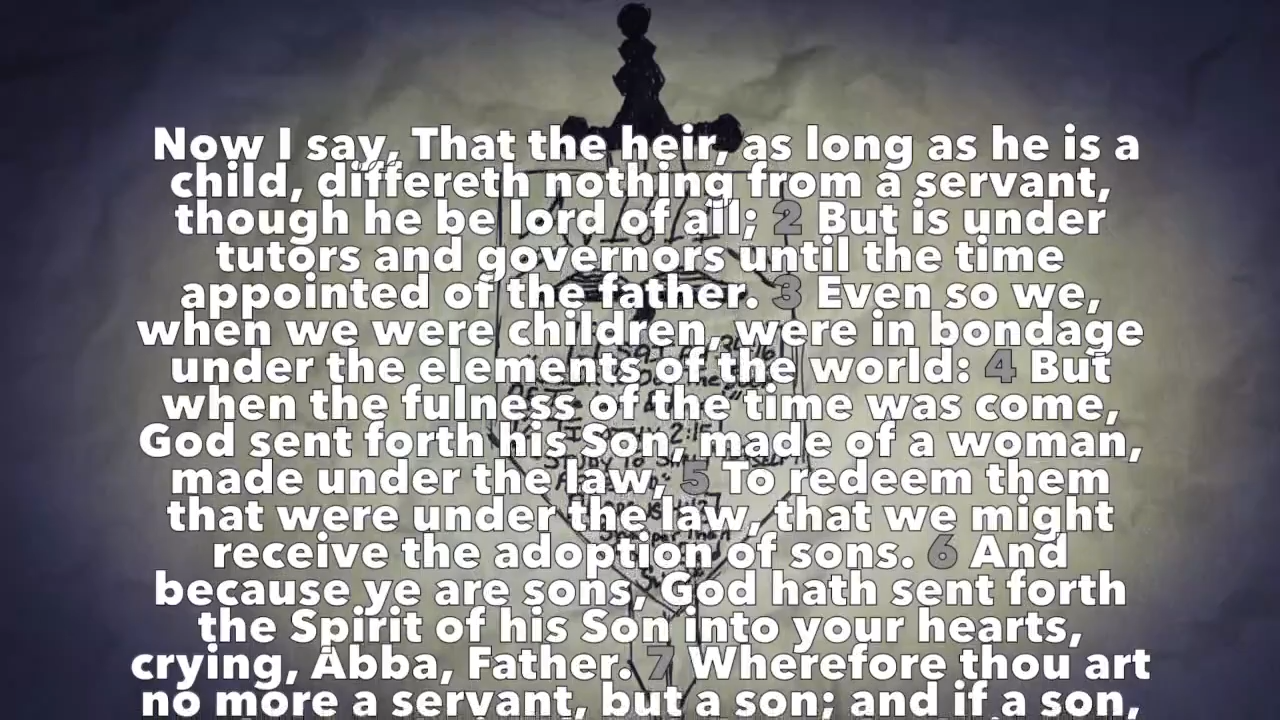 Now I say, That the heir, as long as he is a
child, differeth nothing from a servant,
though he be lord of all; 2 But is under
tutors and governors until the time
appointed of the father. 3 Even so we,
when we were children, were in bondage
under the elements of the world: 4 But
when the fulness of the time was come,
God sent forth his Son, made of a woman,
made under the law, 5 To redeem them
that were under the law, that we might
receive the adoption of sons. 6 And
because ye are sons, God hath sent forth
the Spirit of his Son into your hearts,
crying, Abba, Father. 7 Wherefore thou art
no more a servant, but a son; and if a son,